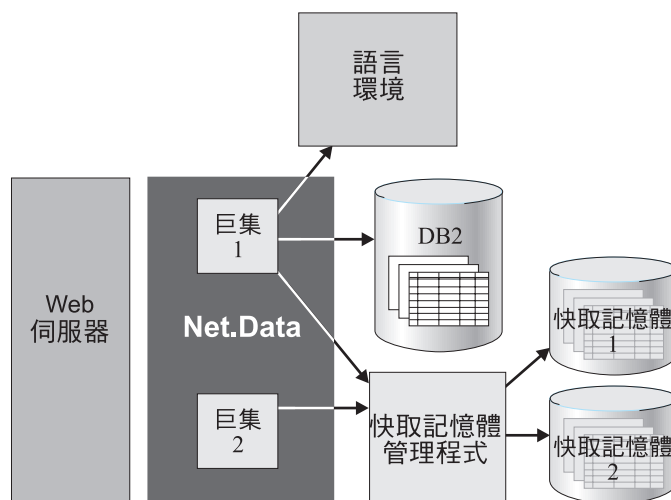 語言
環境
Web
伺服器
Net.Data
巨集
1
巨集
2
DB2
快取記憶體
管理程式
快取記憶體
1
快取記憶體
2